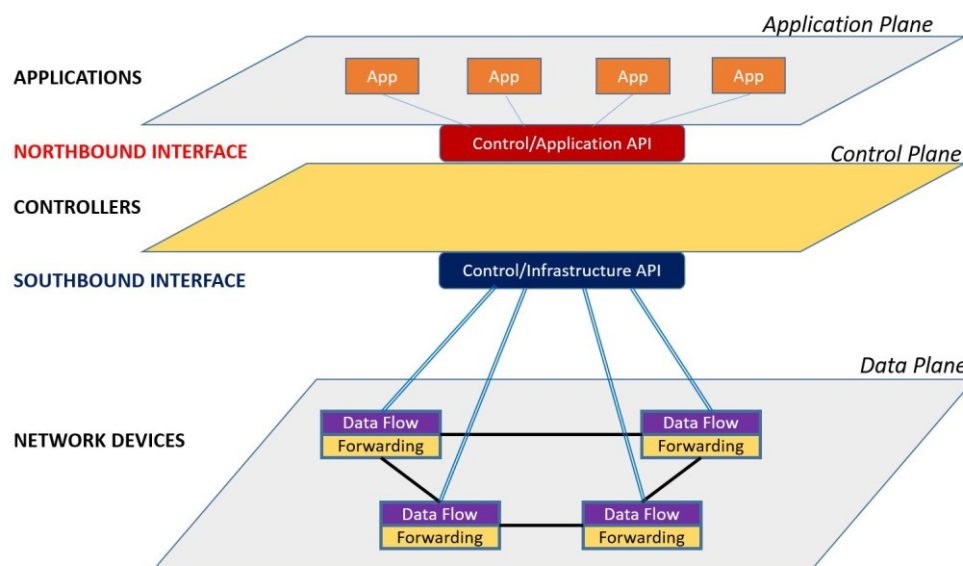 Application Plane
APPLICATIONS
App App App App
NORTHBOUND INTERFACE
Control/Application API
Control Plane
CONTROLLERS
SOUTHBOUND INTERFACE
Control/Infrastructure API
Data Plane
NETWORK DEVICES
Data Flow
Forwarding
Data Flow
Forwarding
Data Flow
Forwarding
Data Flow
Forwarding